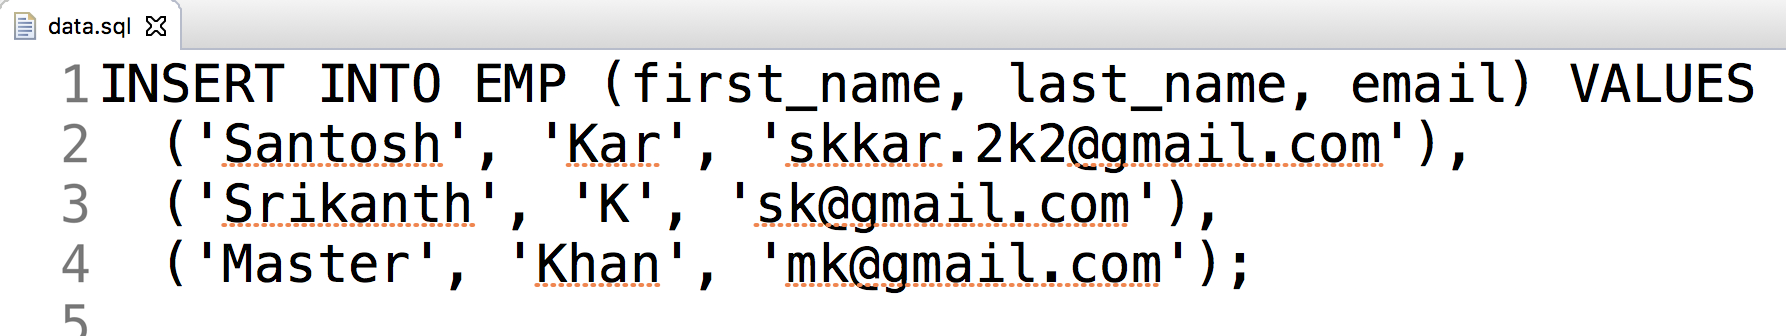 data.sql
1 INSERT INTO EMP (first_name, last_name, email) VALUES
2   ('Santosh', 'Kar', 'skkar.2k2@gmail.com'),
3   ('Srikanth', 'K', 'sk@gmail.com'),
4   ('Master', 'Khan', 'mk@gmail.com');
5